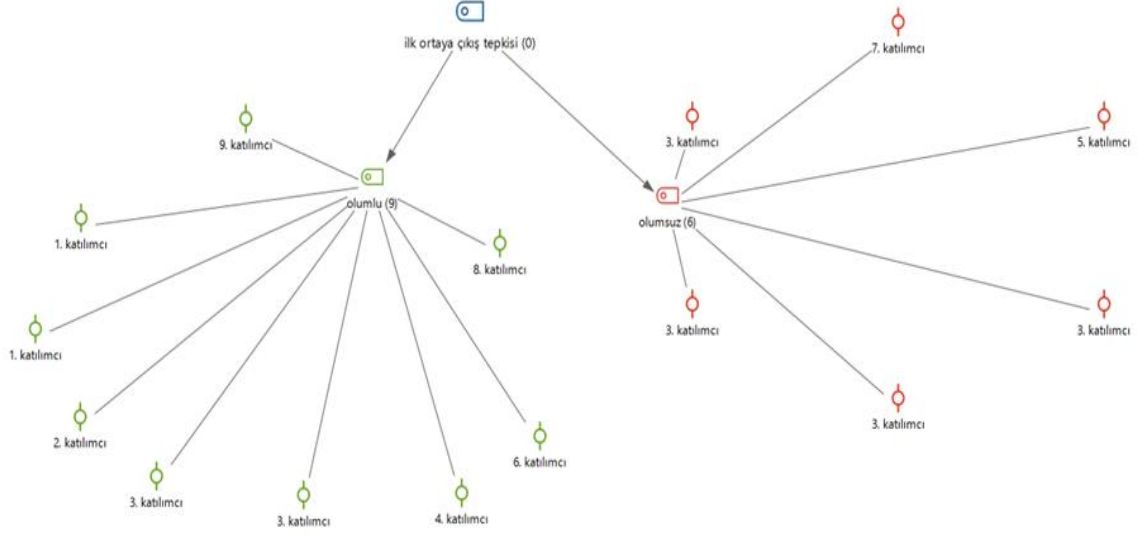 ilk ortaya çıkış tepkisi (0)
7. katılımcı
9. katılımcı
3. katılımcı
5. katılımcı
olumlu (9)
olumsuz (6)
1. katılımcı
8. katılımcı
3. katılımcı
3. katılımcı
1. katılımcı
3. katılımcı
2. katılımcı
6. katılımcı
3. katılımcı
3. katılımcı
4. katılımcı